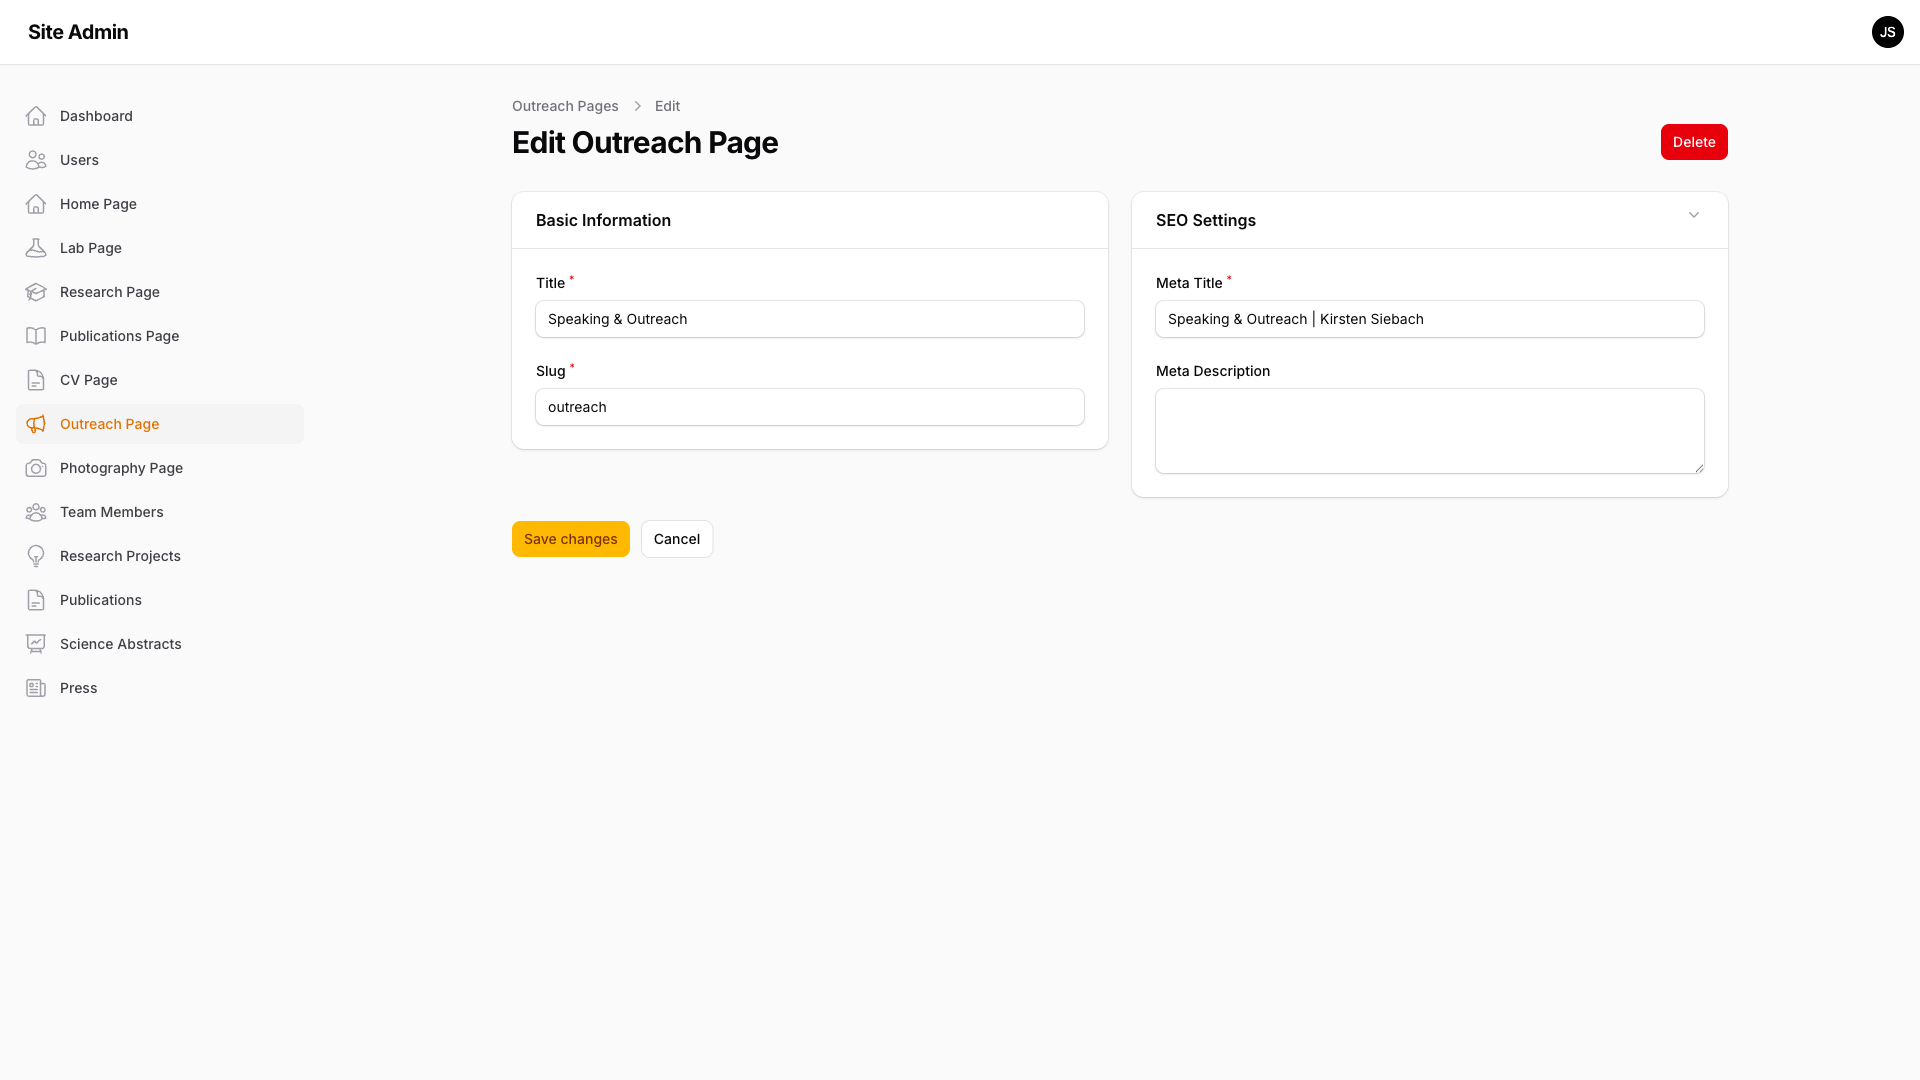 Site Admin
JS
Dashboard
Users
Home Page
Lab Page
Research Page
Publications Page
CV Page
Outreach Page
Photography Page
Team Members
Research Projects
Publications
Science Abstracts
Press
Outreach Pages > Edit
Edit Outreach Page
Delete
Basic Information
Title *
Speaking & Outreach
Slug *
outreach
SEO Settings
Meta Title *
Speaking & Outreach | Kirsten Siebach
Meta Description
Save changes
Cancel